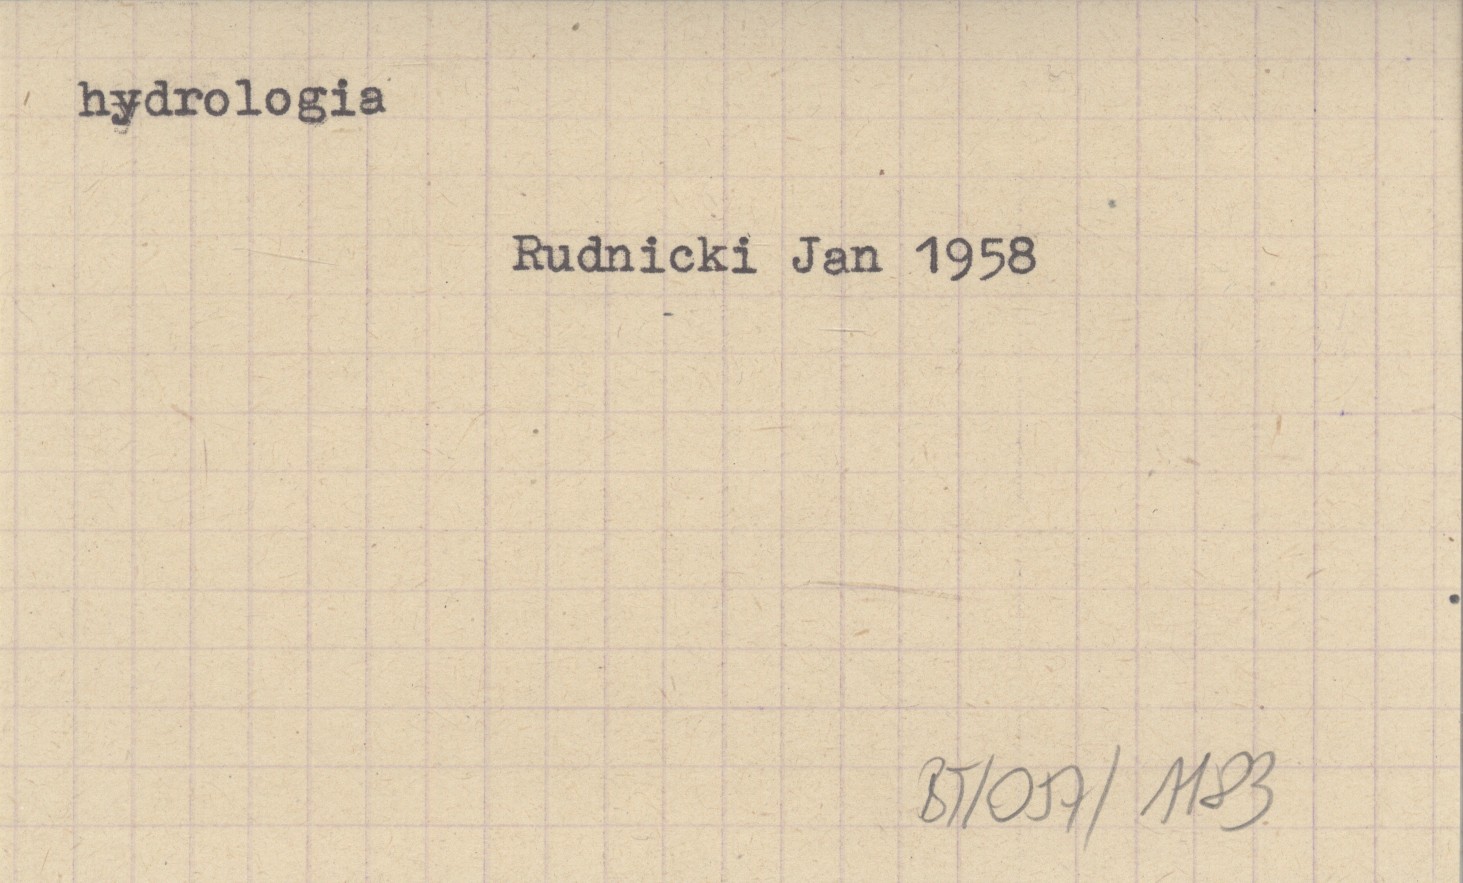 hydrologia
Rudnicki Jan 1958
BT/057/ 1183